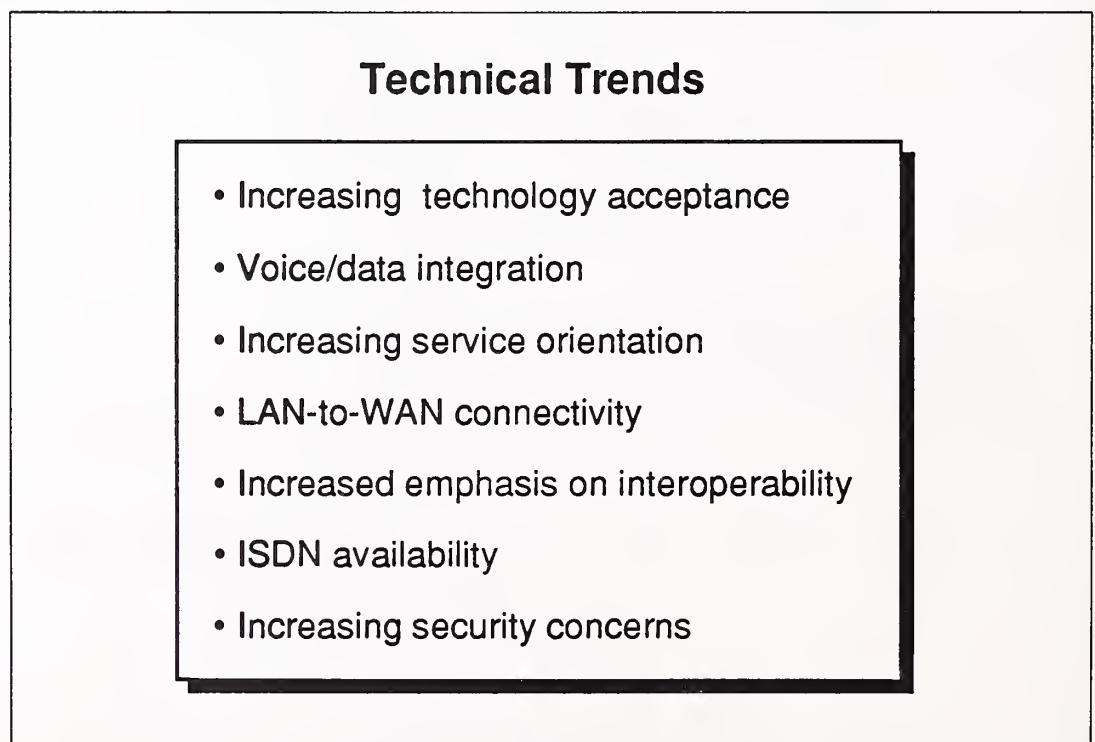 Technical Trends
• Increasing technology acceptance
• Voice/data integration
• Increasing service orientation
• LAN-to-WAN connectivity
• Increased emphasis on interoperability
• ISDN availability
• Increasing security concerns